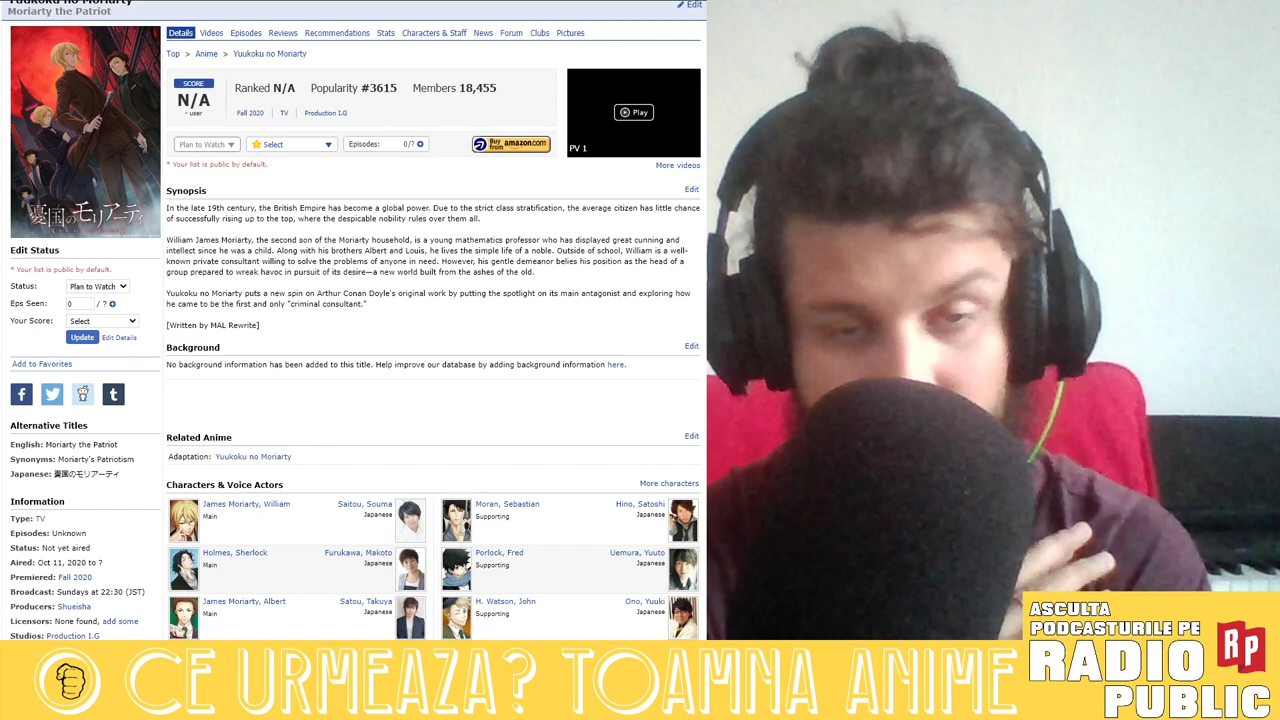 Yuukoku no Moriarty
Moriarty the Patriot
Edit
Details Videos Episodes Reviews Recommendations Stats Characters & Staff News Forum Clubs Pictures
Top > Anime > Yuukoku no Moriarty
SCORE
N/A
- user
Ranked N/A Popularity #3615 Members 18,455
Fall 2020 TV Production I.G
Plan to Watch Select Episodes: 0/? Buy from amazon.com
* Your list is public by default.
Play
PV 1
More videos
Synopsis Edit
In the late 19th century, the British Empire has become a global power. Due to the strict class stratification, the average citizen has little chance
of successfully rising up to the top, where the despicable nobility rules over them all.
William James Moriarty, the second son of the Moriarty household, is a young mathematics professor who has displayed great cunning and
intellect since he was a child. Along with his brothers Albert and Louis, he lives the simple life of a noble. Outside of school, William is a well-
known private consultant willing to solve the problems of anyone in need. However, his gentle demeanor belies his position as the head of a
group prepared to wreak havoc in pursuit of its desire—a new world built from the ashes of the old.
Yuukoku no Moriarty puts a new spin on Arthur Conan Doyle's original work by putting the spotlight on its main antagonist and exploring how
he came to be the first and only "criminal consultant."
[Written by MAL Rewrite]
Background Edit
No background information has been added to this title. Help improve our database by adding background information here.
Related Anime Edit
Adaptation: Yuukoku no Moriarty
Characters & Voice Actors More characters
James Moriarty, William Saitou, Souma Moran, Sebastian Hino, Satoshi
Main Japanese Supporting Japanese
Holmes, Sherlock Furukawa, Makoto Porlock, Fred Uemura, Yuuto
Main Japanese Supporting Japanese
James Moriarty, Albert Satou, Takuya H. Watson, John Ono, Yuuki
Main Japanese Supporting Japanese
憂国のモリアーティ
Edit Status
* Your list is public by default.
Status: Plan to Watch
Eps Seen: 0 / ?
Your Score: Select
Update Edit Details
Add to Favorites
Alternative Titles
English: Moriarty the Patriot
Synonyms: Moriarty's Patriotism
Japanese: 憂国のモリアーティ
Information
Type: TV
Episodes: Unknown
Status: Not yet aired
Aired: Oct 11, 2020 to ?
Premiered: Fall 2020
Broadcast: Sundays at 22:30 (JST)
Producers: Shueisha
Licensors: None found, add some
Studios: Production I.G
CE URMEAZA? TOAMNA ANIME
ASCULTA
PODCASTURILE PE
RADIO
PUBLIC
RP